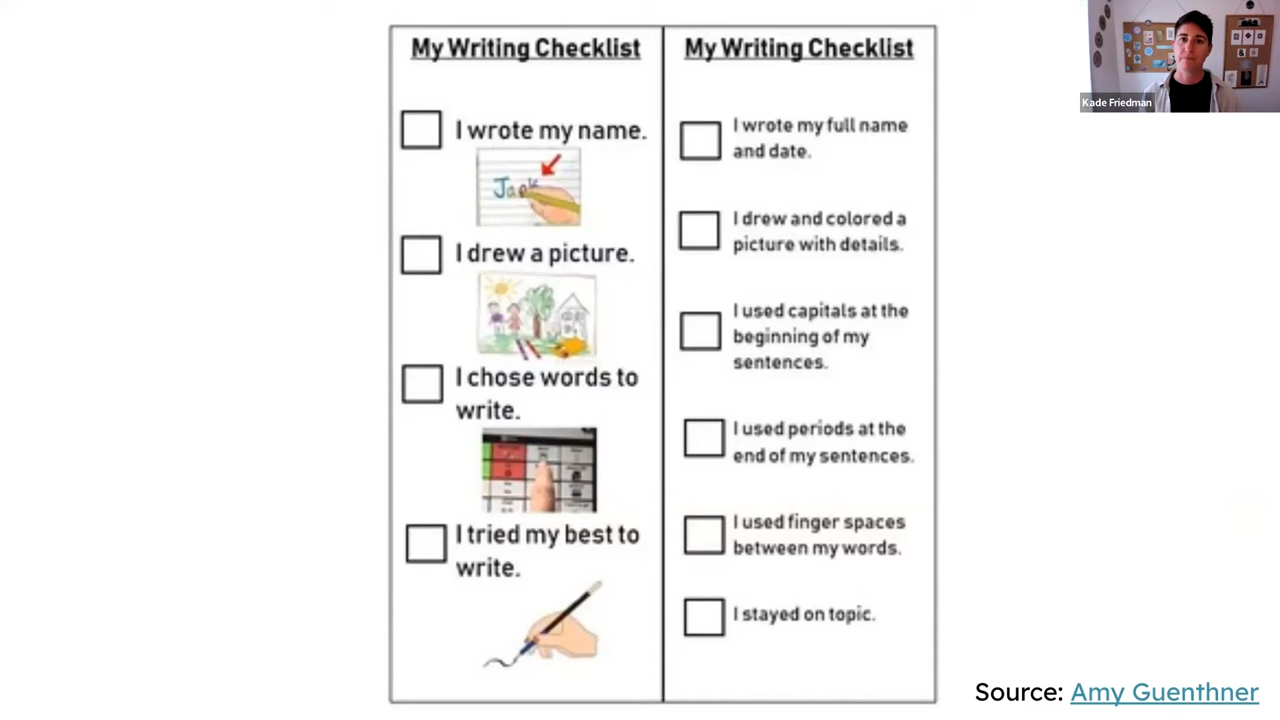 My Writing Checklist
I wrote my name.
Jack
I drew a picture.
I chose words to
write.
I tried my best to
write.
My Writing Checklist
I wrote my full name
and date.
I drew and colored a
picture with details.
I used capitals at the
beginning of my
sentences.
I used periods at the
end of my sentences.
I used finger spaces
between my words.
I stayed on topic.
Kade Friedman
Source: Amy Guenthner